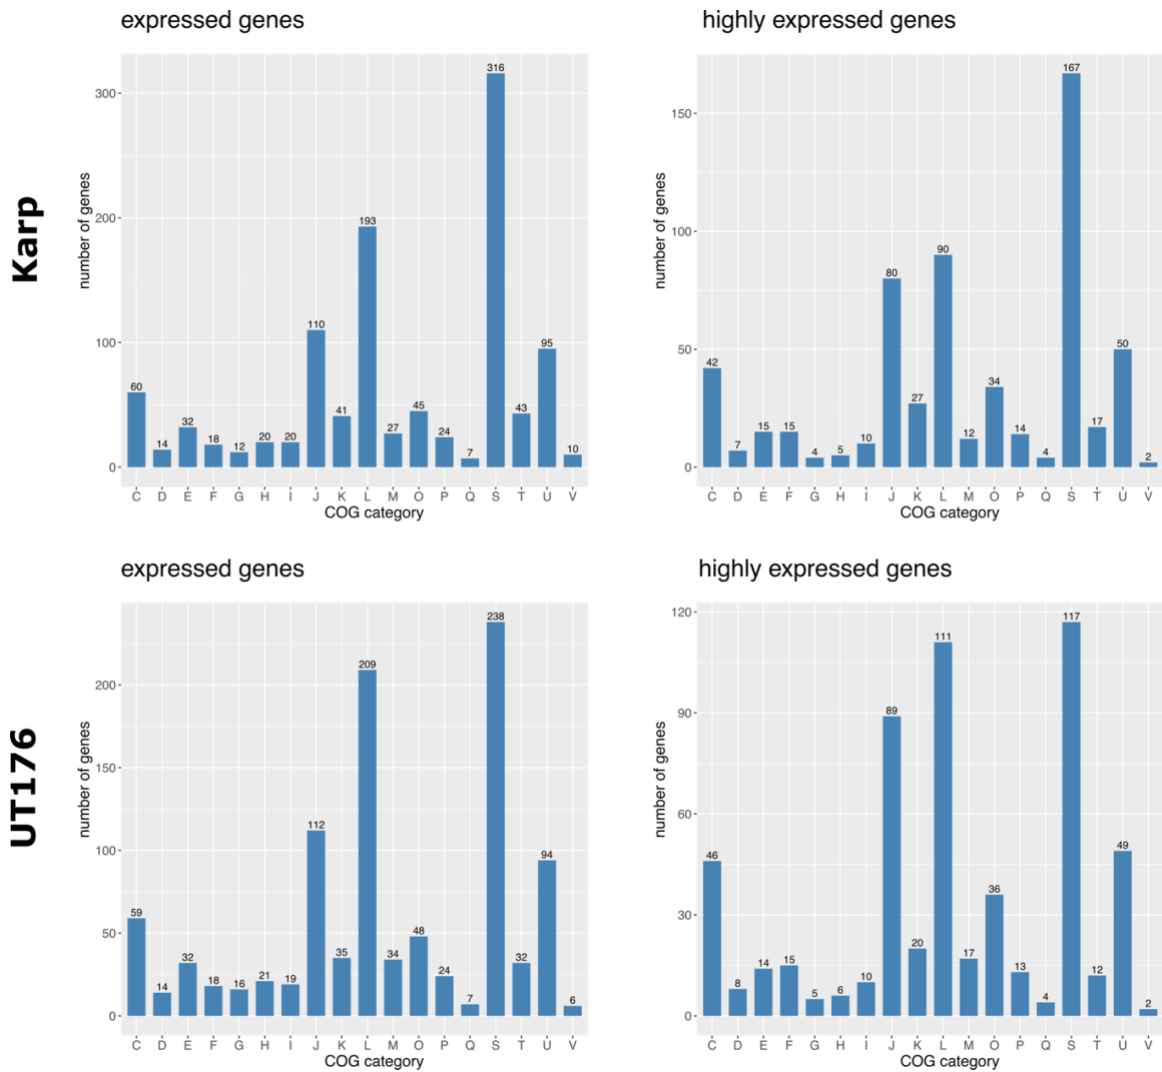 expressed genes
highly expressed genes
Karp
number of genes
300
200
100
0
60 14 32 18 12 20 20 110 41 193 27 45 24 7 316 43 95 10
C D E F G H I J K L M O P Q S T U V
COG category
number of genes
150
100
50
0
42 7 15 15 4 5 10 80 27 90 12 34 14 4 167 17 50 2
C D E F G H I J K L M O P Q S T U V
COG category
expressed genes
highly expressed genes
UT176
number of genes
200
150
100
50
0
59 14 32 18 16 21 19 112 35 209 34 48 24 7 238 32 94 6
C D E F G H I J K L M O P Q S T U V
COG category
number of genes
120
90
60
30
0
46 8 14 15 5 6 10 89 20 111 17 36 13 4 117 12 49 2
C D E F G H I J K L M O P Q S T U V
COG category